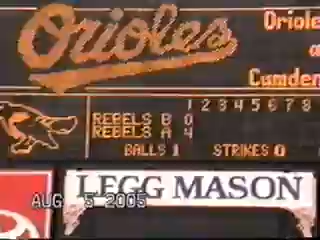 Orioles
Oriole
a
Camden
1 2 3 4 5 6 7 8
REBELS B 0
REBELS A 4
BALLS 1 STRIKES 0
LEGG MASON
AUG 5 2005